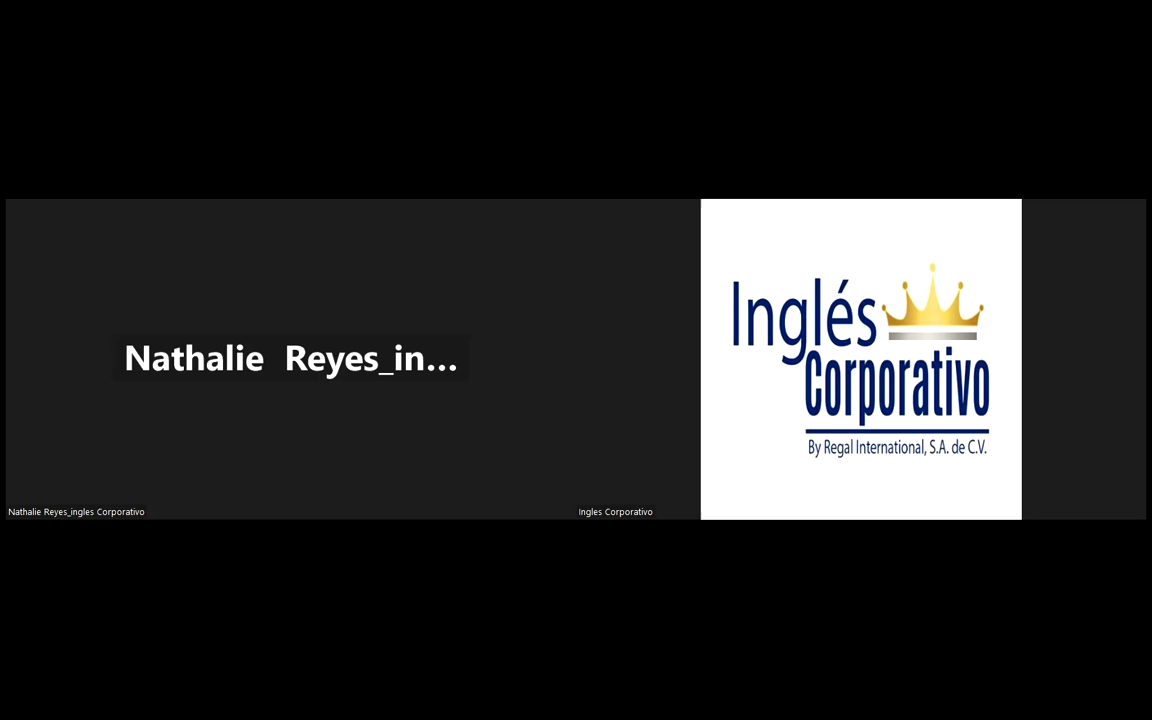 Nathalie  Reyes_in...
Nathalie Reyes_ingles Corporativo
Inglés
Corporativo
By Regal International, S.A. de C.V.
Ingles Corporativo